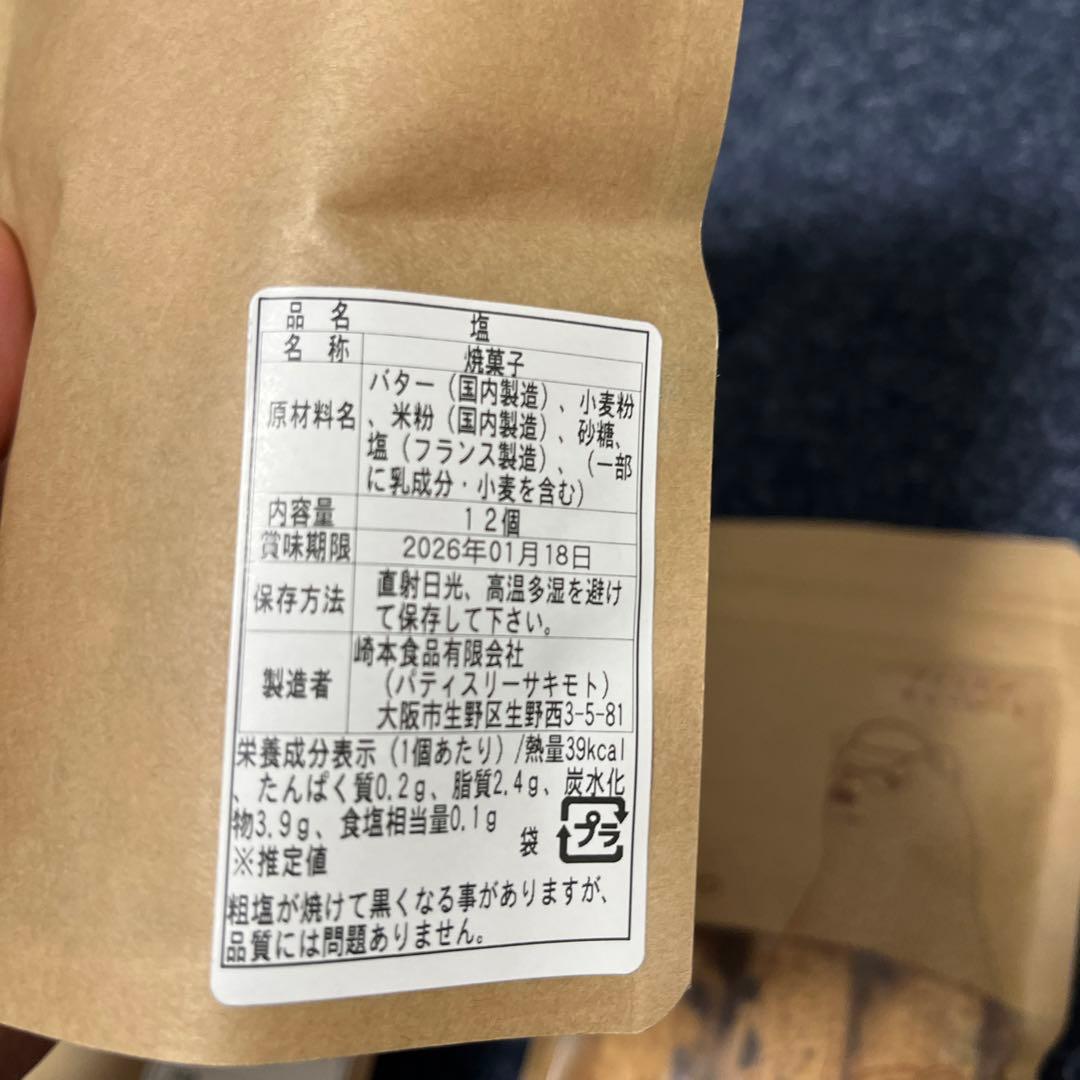 品名 塩
名称 焼菓子
原材料名 バター（国内製造）、小麦粉
、米粉（国内製造）、砂糖、
塩（フランス製造）、（一部
に乳成分・小麦を含む）
内容量 １２個
賞味期限 2026年01月18日
保存方法 直射日光、高温多湿を避け
て保存して下さい。
製造者 崎本食品有限会社
（パティスリーサキモト）
大阪市生野区生野西3-5-81
栄養成分表示（1個あたり）/熱量39kcal
、たんぱく質0.2g、脂質2.4g、炭水化
物3.9g、食塩相当量0.1g
※推定値
袋 プラ
粗塩が焼けて黒くなる事がありますが、
品質には問題ありません。